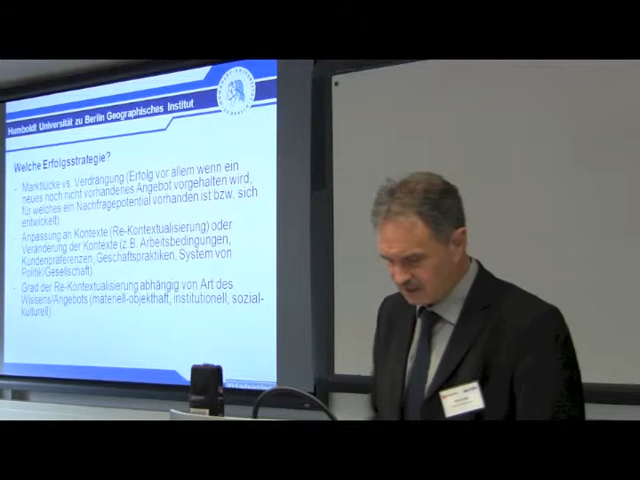 Humboldt Universität zu Berlin Geographisches Institut
Welche Erfolgsstrategie?
- Marktlücke vs. Verdrängung (Erfolg vor allem wenn ein
neues noch nicht vorhandenes Angebot vorgehalten wird,
für welches ein Nachfragepotential vorhanden ist bzw. sich
entwickelt)
- Anpassung an Kontexte (Re-Kontextualisierung) oder
Veränderung der Kontexte (z.B. Arbeitsbedingungen,
Kundenpräferenzen, Geschäftspraktiken, System von
Politik/Gesellschaft)
- Grad der Re-Kontextualisierung abhängig von Art des
Wissens/Angebots (materiell-objekthaft, institutionell, sozial-
kulturell)